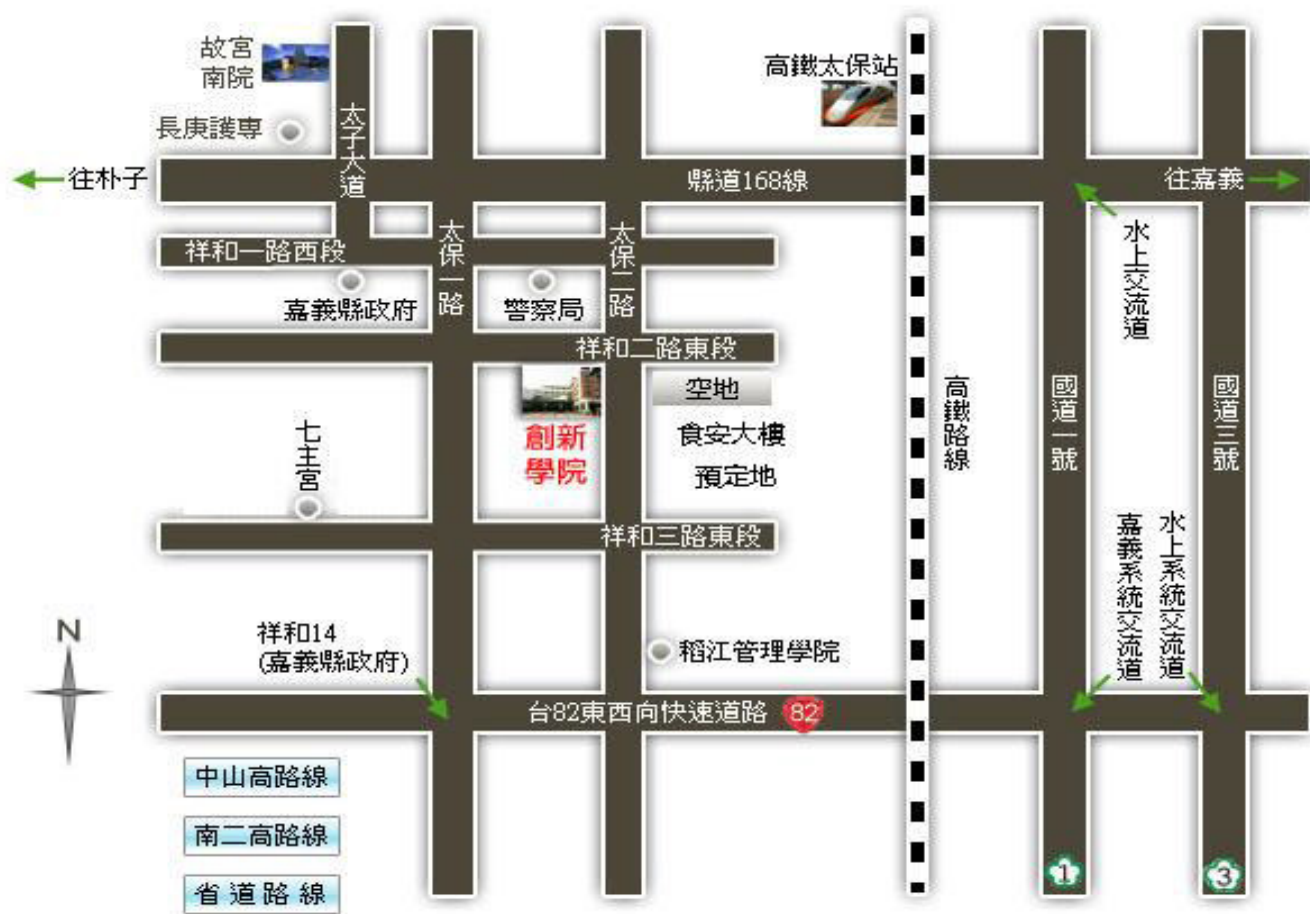 故宮
南院
高鐵太保站
長庚護專
太子大道
往朴子
縣道168線
往嘉義
水上交流道
祥和一路西段
太保一路
太保二路
嘉義縣政府
警察局
祥和二路東段
空地
高鐵路線
國道一號
國道三號
創新
學院
食安大樓
預定地
七主宮
祥和三路東段
嘉義系統交流道
水上系統交流道
N
祥和14
(嘉義縣政府)
稻江管理學院
台82東西向快速道路 82
中山高路線
南二高路線
省道路線
1
3